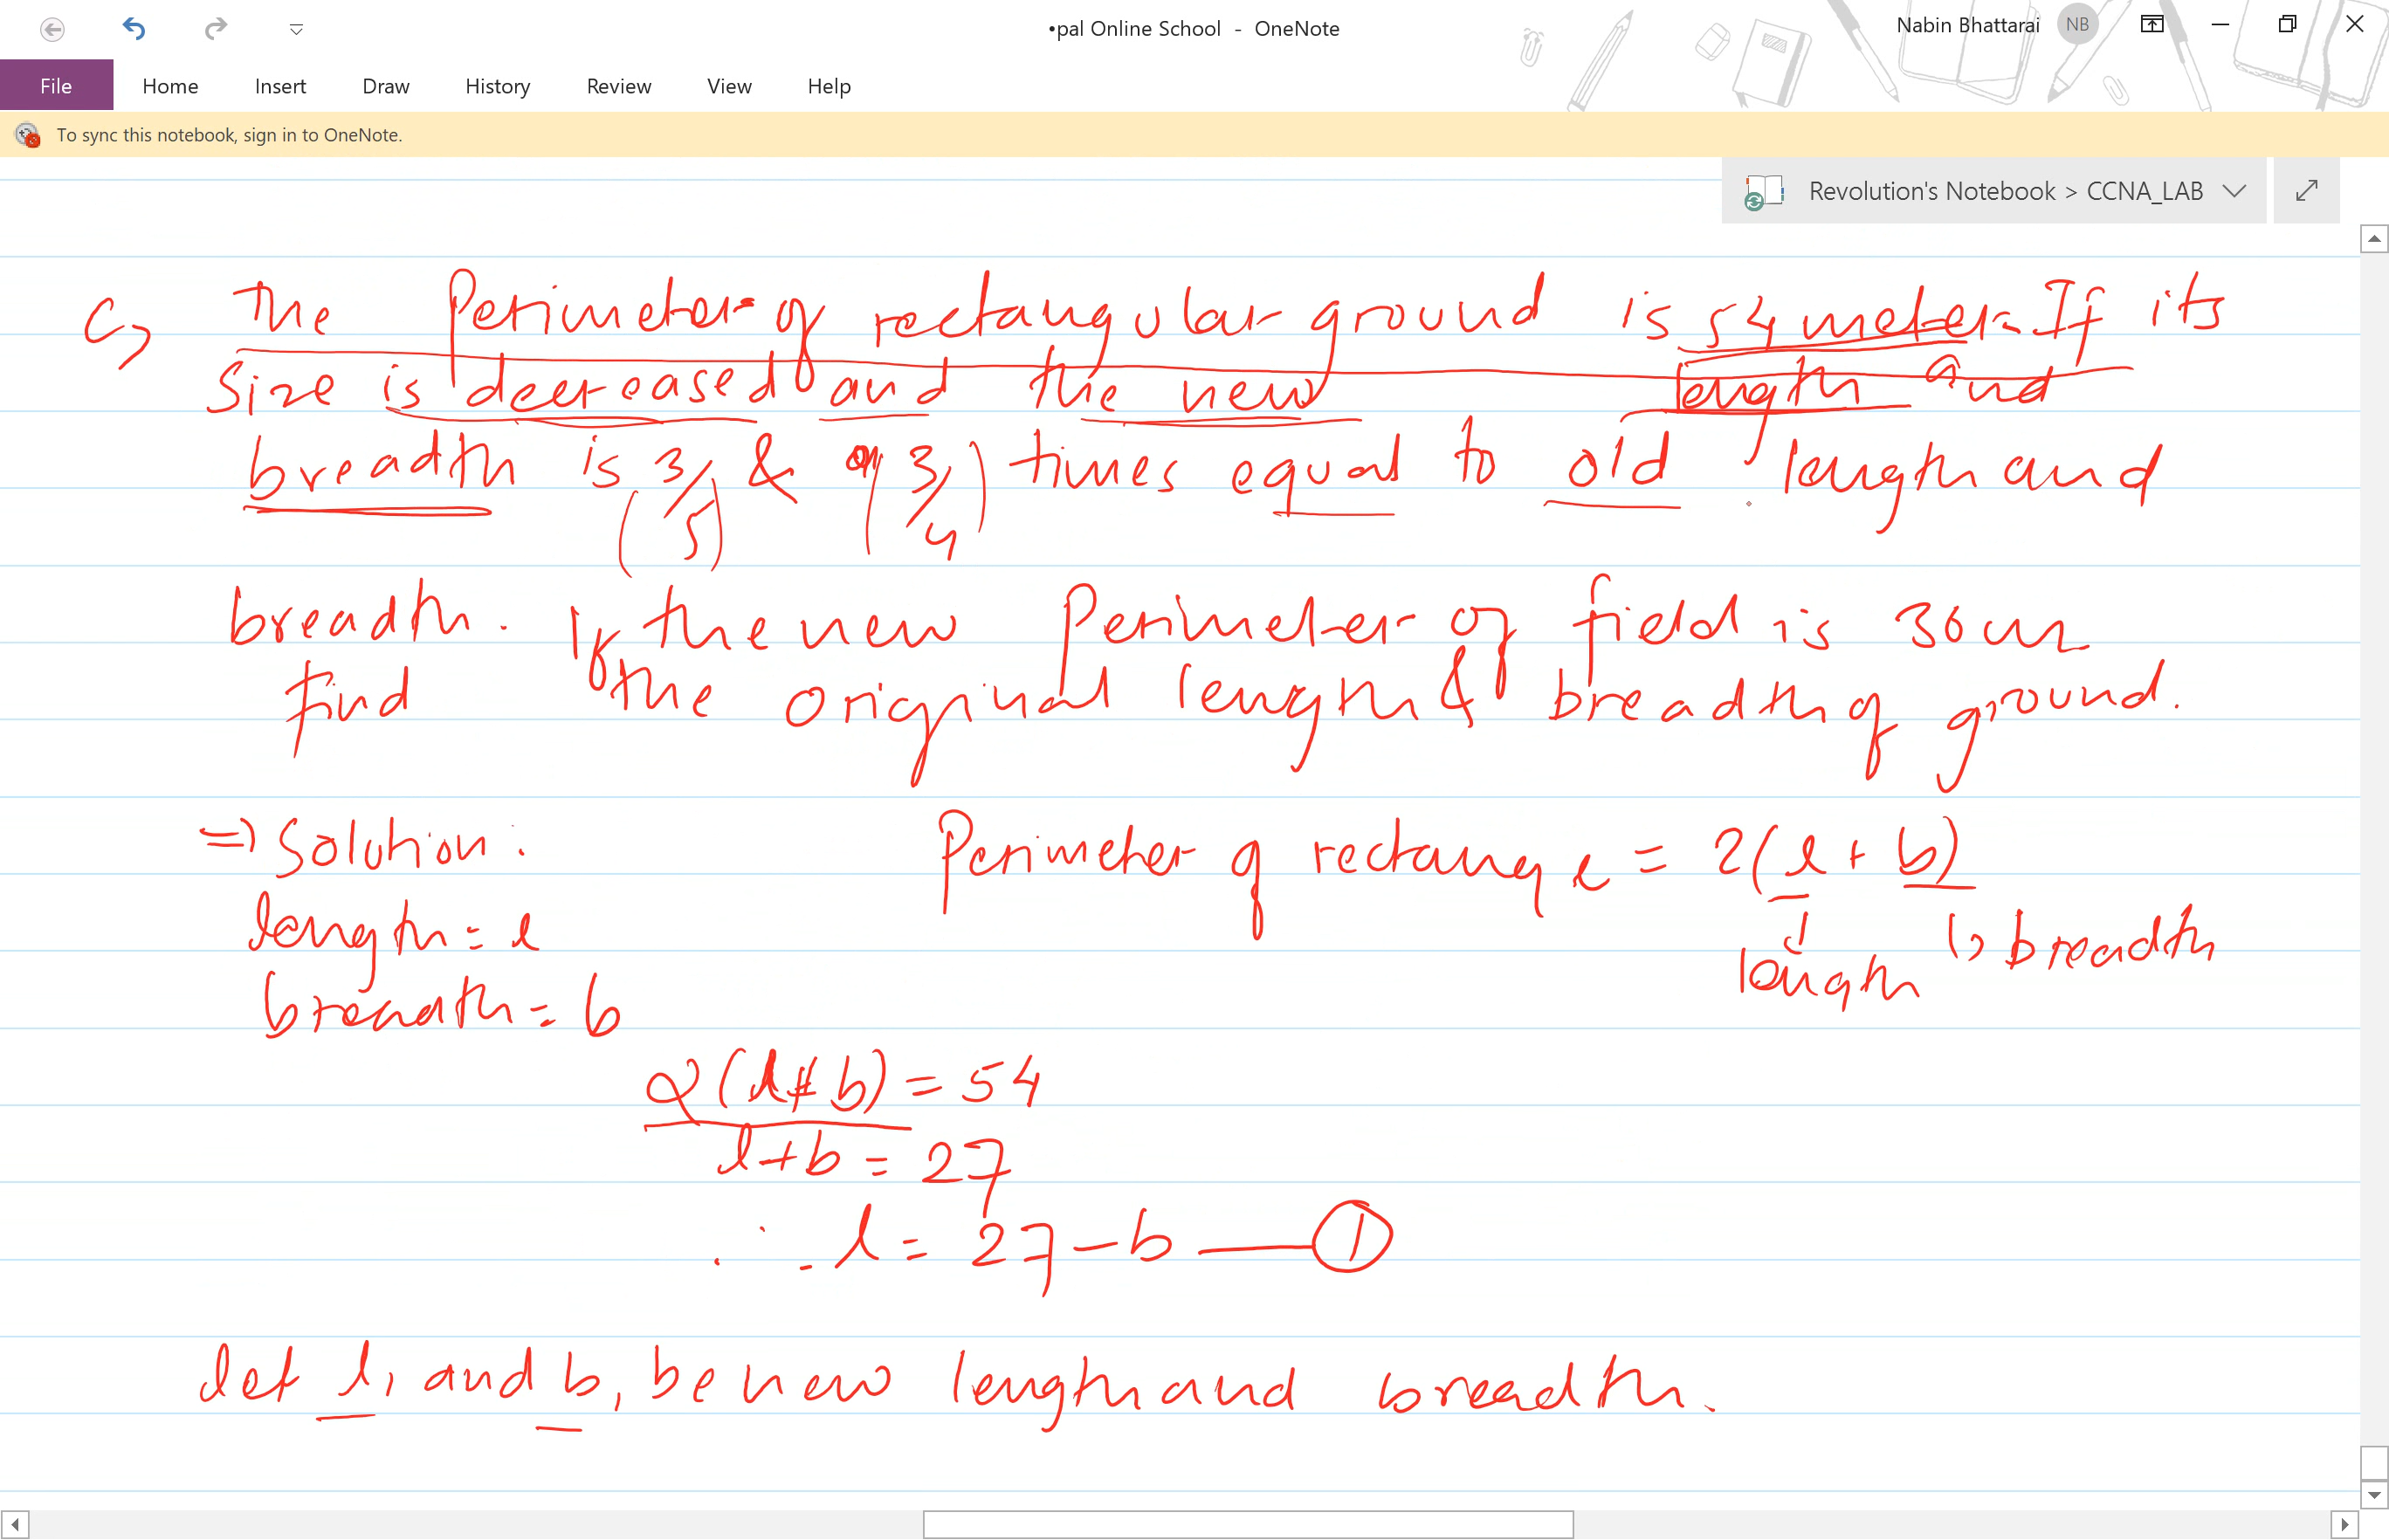 •pal Online School - OneNote
Nabin Bhattarai NB
File Home Insert Draw History Review View Help
To sync this notebook, sign in to OneNote.
Revolution's Notebook > CCNA_LAB
c) The Perimeter of rectangular ground is 54 meter. If its
size is decreased and the new length and
breadth is (3/5) & (3/4) times equal to old length and
breadth. If the new Perimeter of field is 36m
find the original length & breadth of ground.
=) Solution:
Perimeter of rectangle = 2(l + b)
length = l
↳ breadth
length
breadth = b
2(l+b) = 54
l+b = 27
∴ l = 27-b — ①
let l₁ and b₁ be new length and breadth.